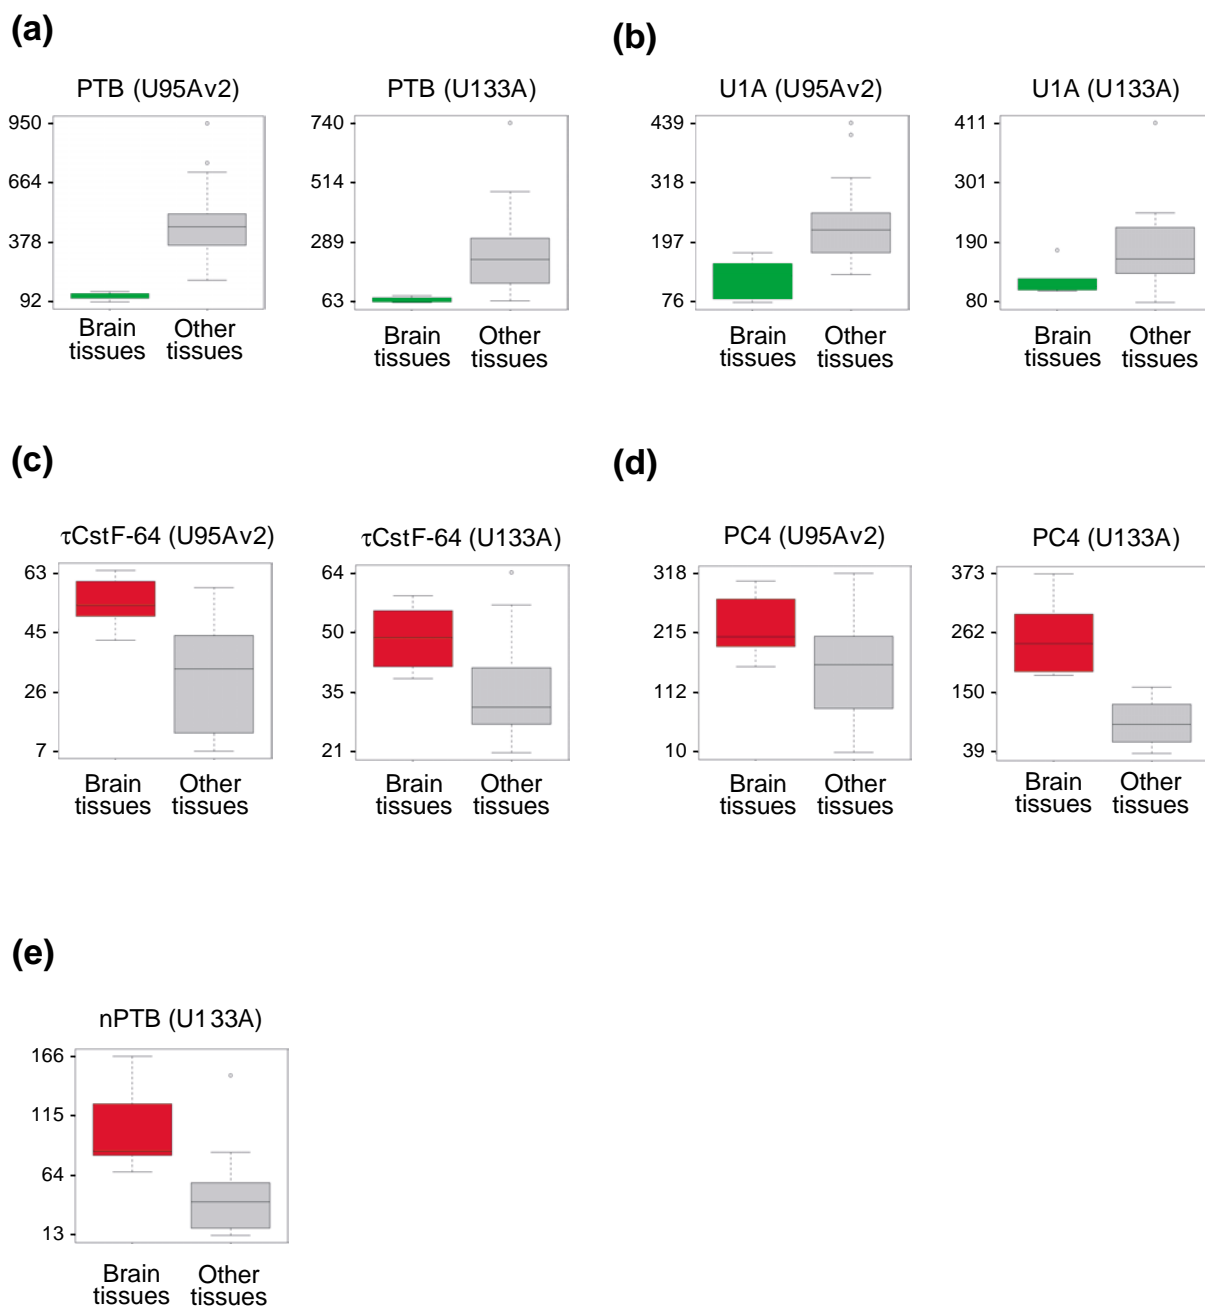 (a)
(b)
PTB (U95Av2)
PTB (U133A)
U1A (U95Av2)
U1A (U133A)
950
664
378
92
Brain
tissues
Other
tissues
740
514
289
63
Brain
tissues
Other
tissues
439
318
197
76
Brain
tissues
Other
tissues
411
301
190
80
Brain
tissues
Other
tissues
(c)
(d)
τCstF-64 (U95Av2)
τCstF-64 (U133A)
PC4 (U95Av2)
PC4 (U133A)
63
45
26
7
Brain
tissues
Other
tissues
64
50
35
21
Brain
tissues
Other
tissues
318
215
112
10
Brain
tissues
Other
tissues
373
262
150
39
Brain
tissues
Other
tissues
(e)
nPTB (U133A)
166
115
64
13
Brain
tissues
Other
tissues